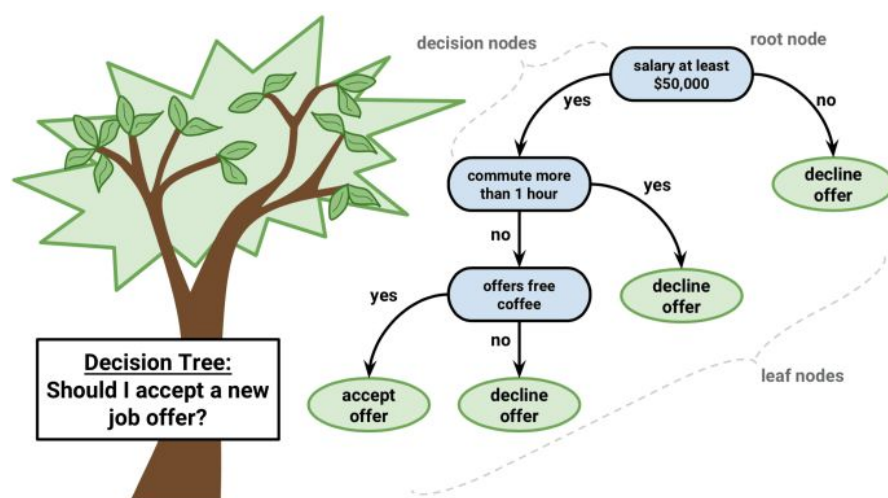 decision nodes
root node
salary at least
$50,000
yes
no
commute more
than 1 hour
yes
decline
offer
no
offers free
coffee
decline
offer
yes
no
Decision Tree:
Should I accept a new
job offer?
accept
offer
decline
offer
leaf nodes